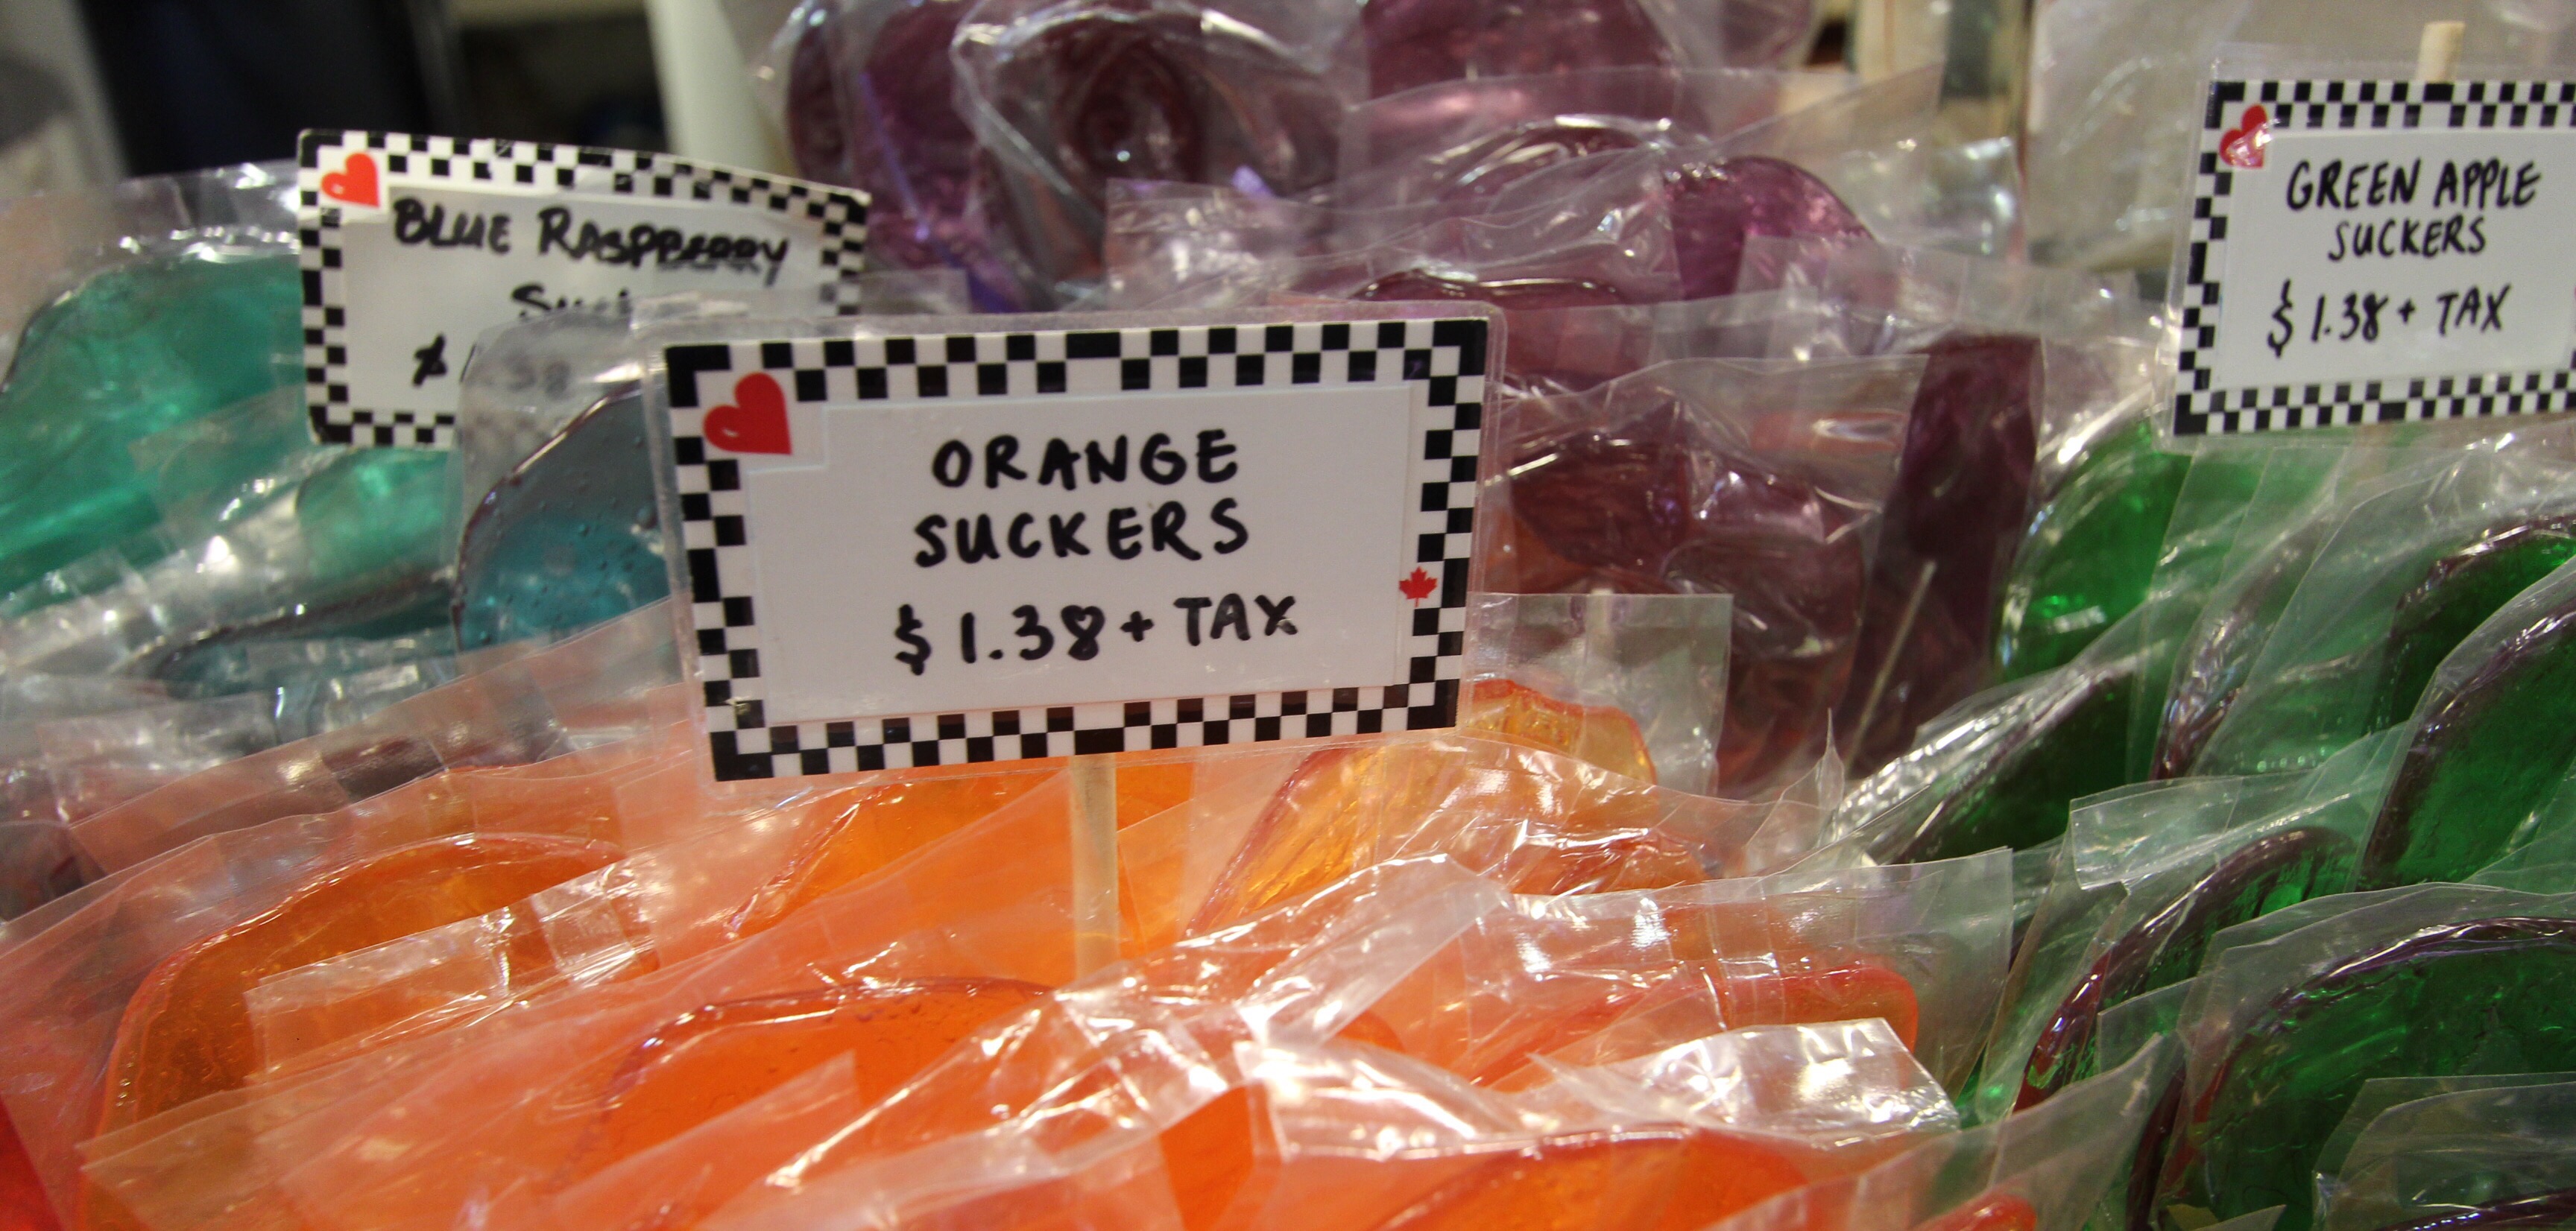 BLUE RASPBERRY
ORANGE
SUCKERS
$ 1.38 + TAX
GREEN APPLE
SUCKERS
$ 1.38 + TAX